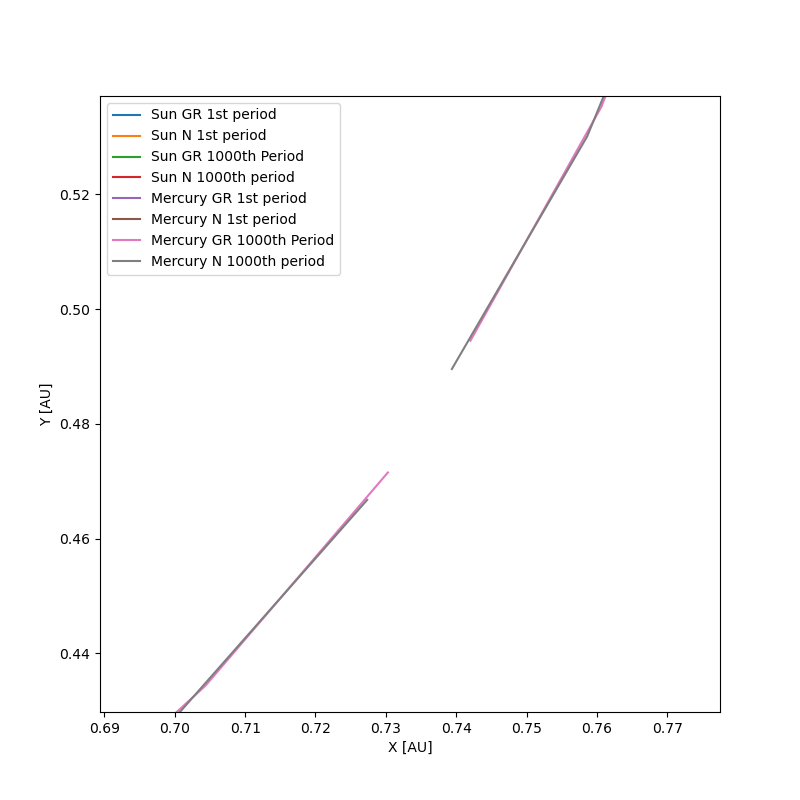 Sun GR 1st period
Sun N 1st period
Sun GR 1000th Period
Sun N 1000th period
Mercury GR 1st period
Mercury N 1st period
Mercury GR 1000th Period
Mercury N 1000th period
0.52
0.50
0.48
0.46
0.44
Y [AU]
0.69 0.70 0.71 0.72 0.73 0.74 0.75 0.76 0.77
X [AU]